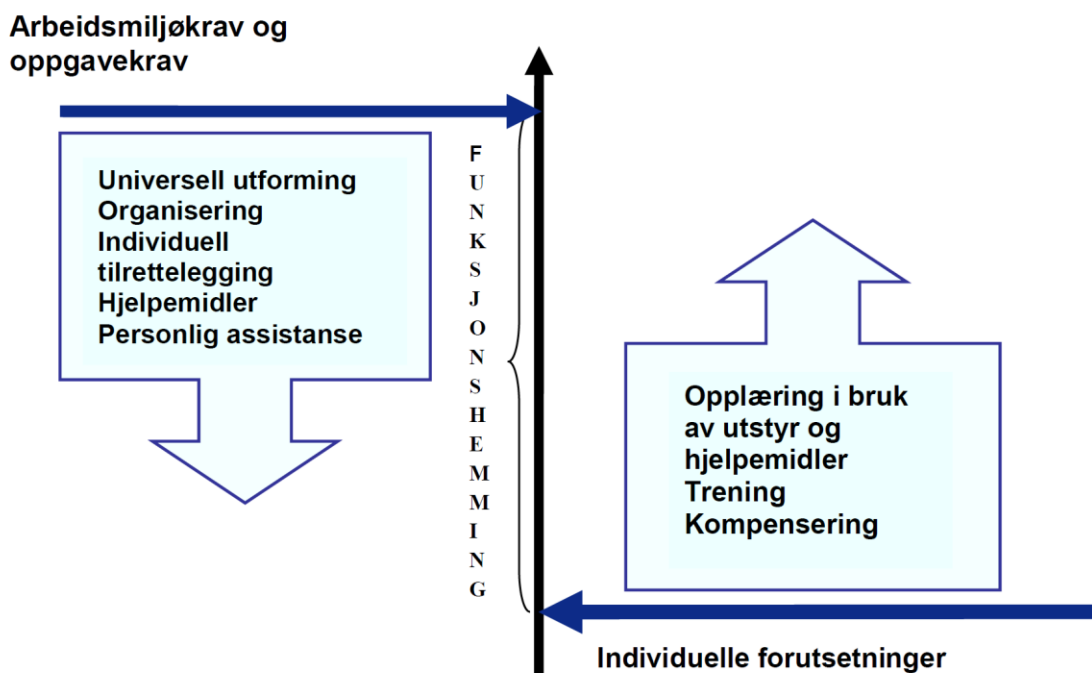 Arbeidsmiljøkrav og
oppgavekrav
Universell utforming
Organisering
Individuell
tilrettelegging
Hjelpemidler
Personlig assistanse
FUNKSJONSHEMMING
Opplæring i bruk
av utstyr og
hjelpemidler
Trening
Kompensering
Individuelle forutsetninger